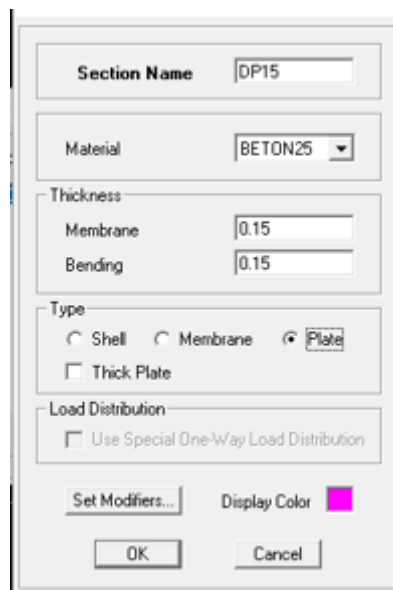 Section Name DP15
Material BETON25
Thickness
Membrane 0.15
Bending 0.15
Type
Shell Membrane Plate
Thick Plate
Load Distribution
Use Special One-Way Load Distribution
Set Modifiers... Display Color
OK Cancel